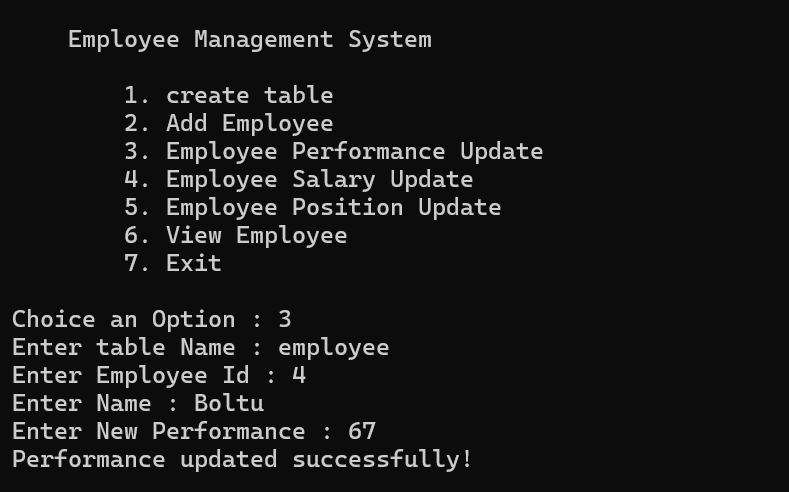 Employee Management System
1. create table
2. Add Employee
3. Employee Performance Update
4. Employee Salary Update
5. Employee Position Update
6. View Employee
7. Exit
Choice an Option : 3
Enter table Name : employee
Enter Employee Id : 4
Enter Name : Boltu
Enter New Performance : 67
Performance updated successfully!